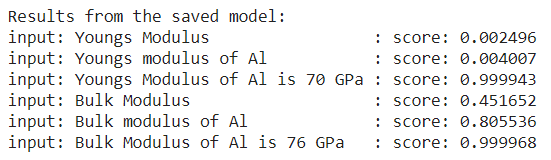 Results from the saved model:
input: Youngs Modulus : score: 0.002496
input: Youngs modulus of Al : score: 0.004007
input: Youngs Modulus of Al is 70 GPa : score: 0.999943
input: Bulk Modulus : score: 0.451652
input: Bulk modulus of Al : score: 0.805536
input: Bulk Modulus of Al is 76 GPa : score: 0.999968